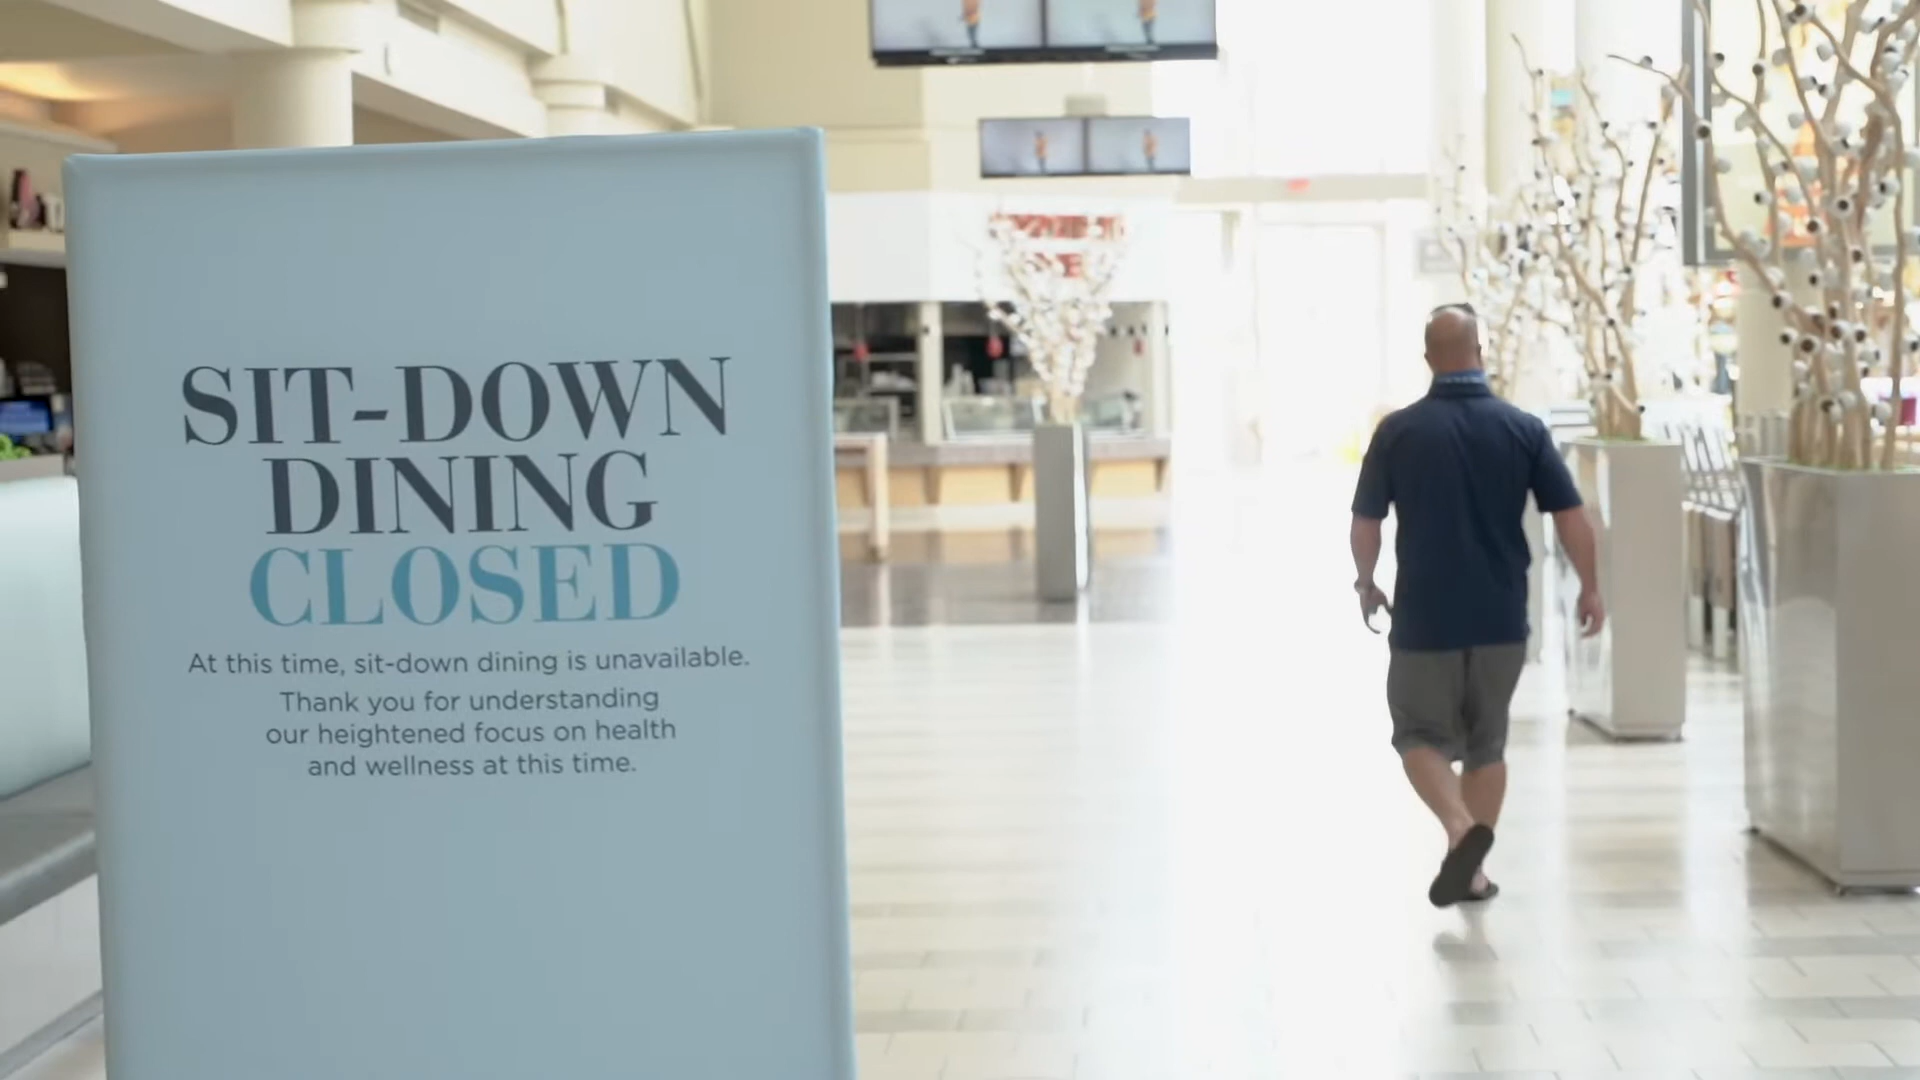 SIT-DOWN
DINING
CLOSED
At this time, sit-down dining is unavailable.
Thank you for understanding
our heightened focus on health
and wellness at this time.